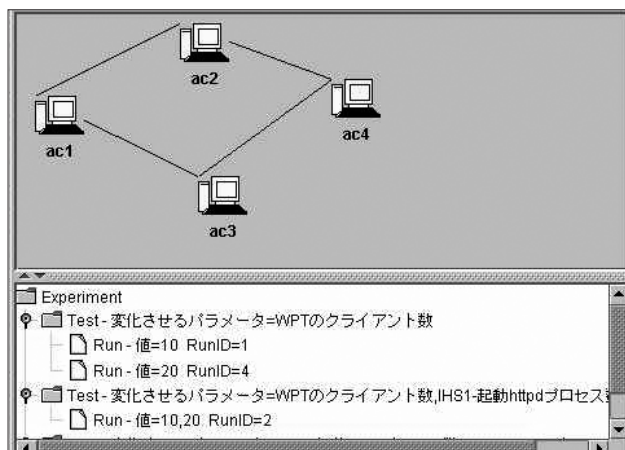 ac2
ac4
ac1
ac3
Experiment
Test - 変化させるパラメータ=WPTのクライアント数
Run - 値=10 RunID=1
Run - 値=20 RunID=4
Test - 変化させるパラメータ=WPTのクライアント数,IHS1-起動httpdプロセス
Run - 値=10,20 RunID=2